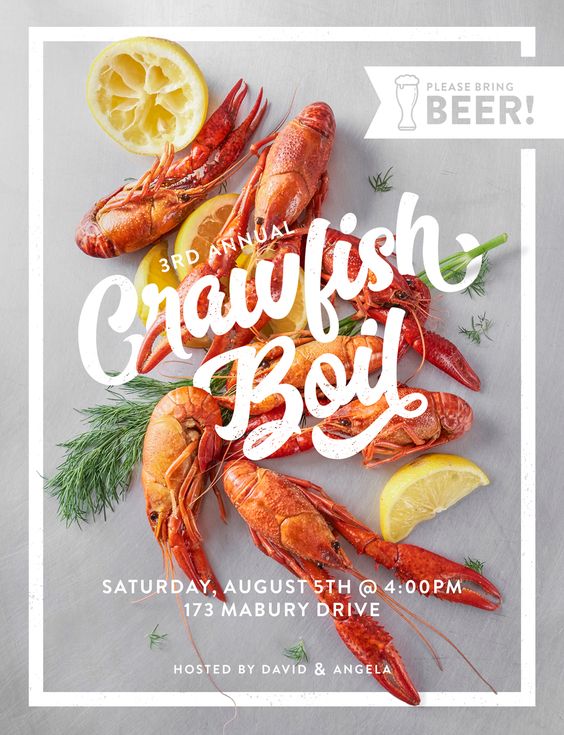 PLEASE BRING
BEER!
3RD ANNUAL
Crawfish
Boil
SATURDAY, AUGUST 5TH @ 4:00PM
173 MABURY DRIVE
HOSTED BY DAVID & ANGELA